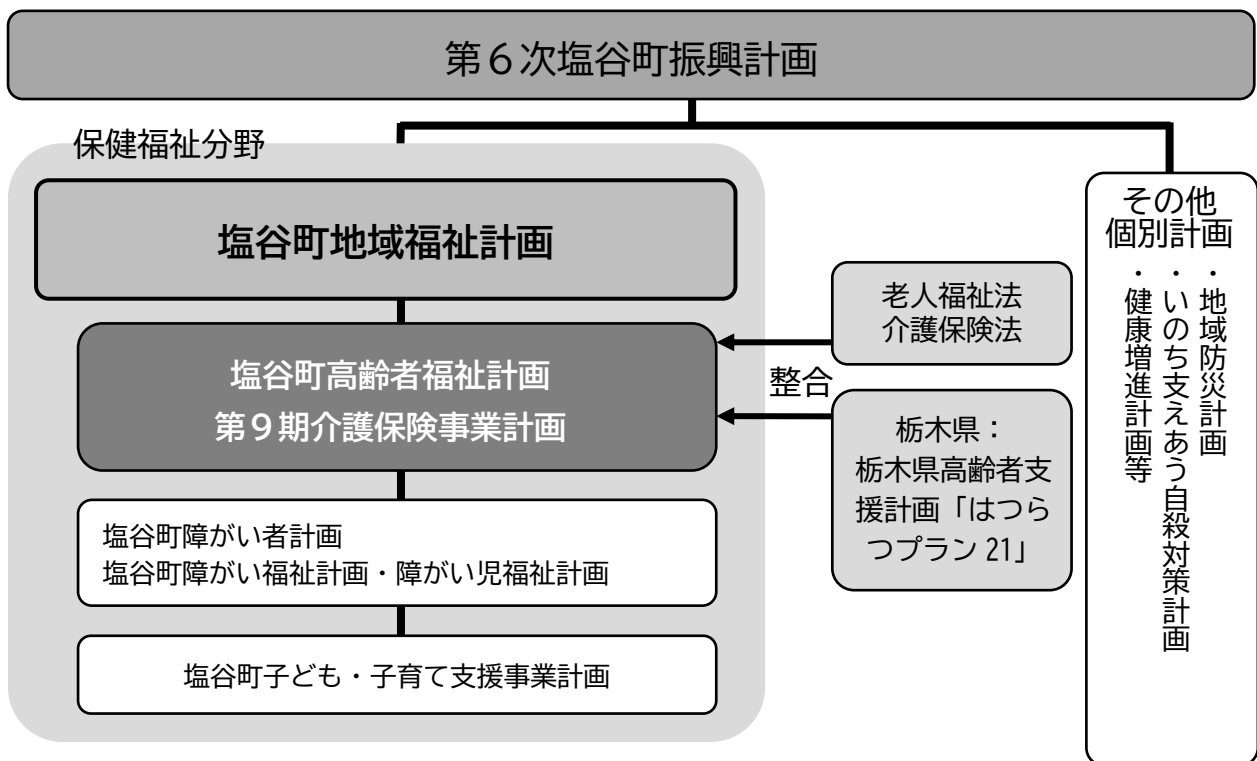 第６次塩谷町振興計画
保健福祉分野
塩谷町地域福祉計画
塩谷町高齢者福祉計画
第９期介護保険事業計画
塩谷町障がい者計画
塩谷町障がい福祉計画・障がい児福祉計画
塩谷町子ども・子育て支援事業計画
老人福祉法
介護保険法
整合
栃木県：
栃木県高齢者支
援計画「はつら
つプラン 21」
その他
個別計画
・地域防災計画
・いのち支えあう自殺対策計画
・健康増進計画等